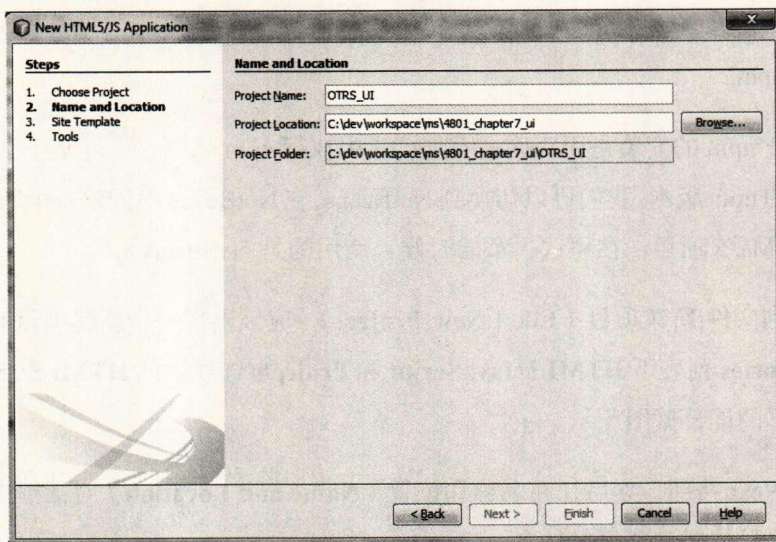 New HTML5/JS Application
Steps
1. Choose Project
2. Name and Location
3. Site Template
4. Tools
Name and Location
Project Name: OTRS_UI
Project Location: C:\dev\workspace\ms\4801_chapter7_ui Browse...
Project Folder: C:\dev\workspace\ms\4801_chapter7_ui\OTRS_UI
< Back Next > Finish Cancel Help